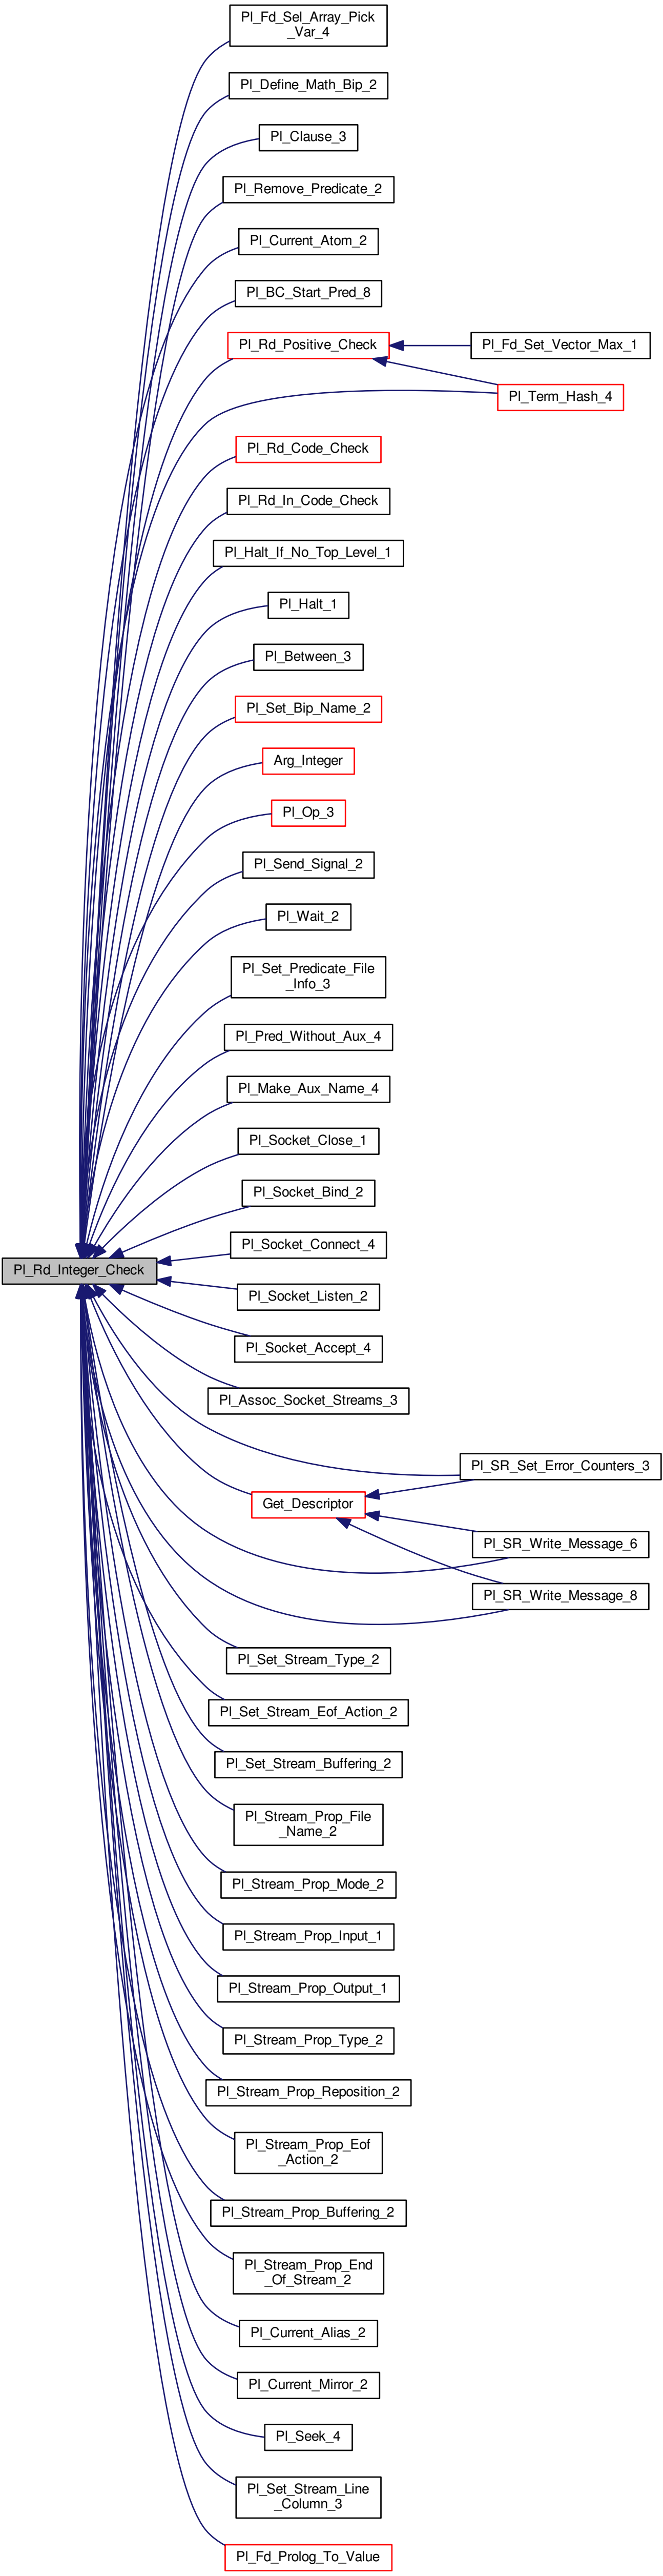 Pl_Fd_Sel_Array_Pick
_Var_4
Pl_Define_Math_Bip_2
Pl_Clause_3
Pl_Remove_Predicate_2
Pl_Current_Atom_2
Pl_BC_Start_Pred_8
Pl_Rd_Positive_Check
Pl_Fd_Set_Vector_Max_1
Pl_Term_Hash_4
Pl_Rd_Code_Check
Pl_Rd_In_Code_Check
Pl_Halt_If_No_Top_Level_1
Pl_Halt_1
Pl_Between_3
Pl_Set_Bip_Name_2
Arg_Integer
Pl_Op_3
Pl_Send_Signal_2
Pl_Wait_2
Pl_Set_Predicate_File
_Info_3
Pl_Pred_Without_Aux_4
Pl_Make_Aux_Name_4
Pl_Socket_Close_1
Pl_Socket_Bind_2
Pl_Socket_Connect_4
Pl_Rd_Integer_Check
Pl_Socket_Listen_2
Pl_Socket_Accept_4
Pl_Assoc_Socket_Streams_3
Pl_SR_Set_Error_Counters_3
Get_Descriptor
Pl_SR_Write_Message_6
Pl_SR_Write_Message_8
Pl_Set_Stream_Type_2
Pl_Set_Stream_Eof_Action_2
Pl_Set_Stream_Buffering_2
Pl_Stream_Prop_File
_Name_2
Pl_Stream_Prop_Mode_2
Pl_Stream_Prop_Input_1
Pl_Stream_Prop_Output_1
Pl_Stream_Prop_Type_2
Pl_Stream_Prop_Reposition_2
Pl_Stream_Prop_Eof
_Action_2
Pl_Stream_Prop_Buffering_2
Pl_Stream_Prop_End
_Of_Stream_2
Pl_Current_Alias_2
Pl_Current_Mirror_2
Pl_Seek_4
Pl_Set_Stream_Line
_Column_3
Pl_Fd_Prolog_To_Value